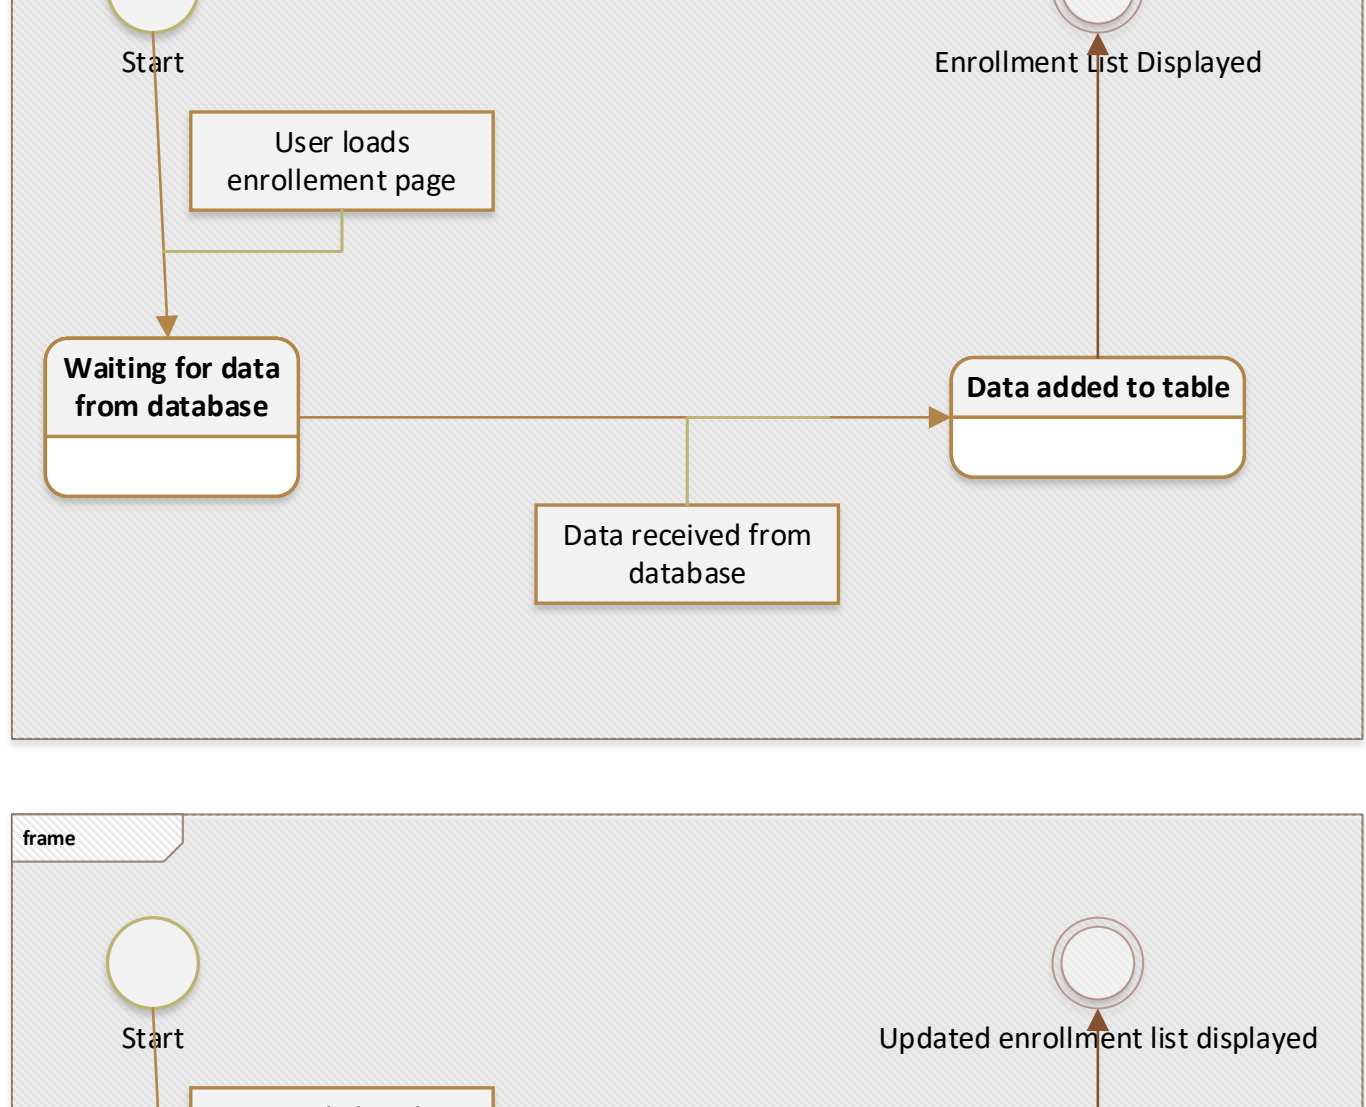 Start
Enrollment List Displayed
User loads
enrollement page
Waiting for data
from database
Data added to table
Data received from
database
frame
Start
Updated enrollment list displayed